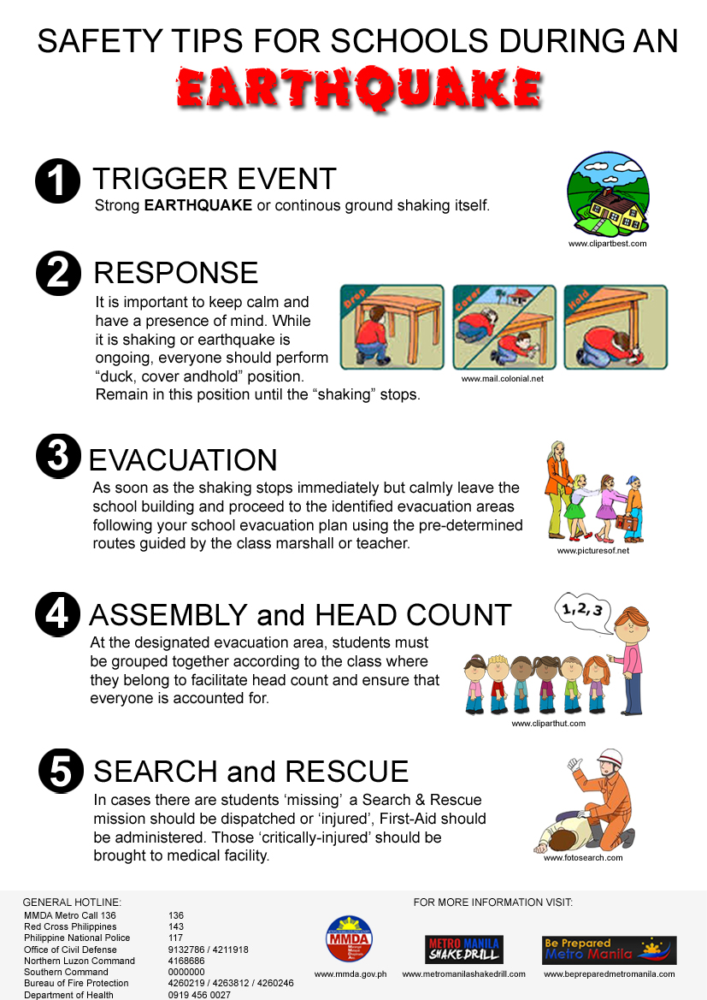 SAFETY TIPS FOR SCHOOLS DURING AN
EARTHQUAKE
1 TRIGGER EVENT
Strong EARTHQUAKE or continous ground shaking itself.
www.clipartbest.com
2 RESPONSE
It is important to keep calm and
have a presence of mind. While
it is shaking or earthquake is
ongoing, everyone should perform
“duck, cover andhold” position.
Remain in this position until the “shaking” stops.
Drop
Cover
Hold
www.mail.colonial.net
3 EVACUATION
As soon as the shaking stops immediately but calmly leave the
school building and proceed to the identified evacuation areas
following your school evacuation plan using the pre-determined
routes guided by the class marshall or teacher.
www.picturesof.net
4 ASSEMBLY and HEAD COUNT
At the designated evacuation area, students must
be grouped together according to the class where
they belong to facilitate head count and ensure that
everyone is accounted for.
1,2,3
www.cliparthut.com
5 SEARCH and RESCUE
In cases there are students ‘missing’ a Search & Rescue
mission should be dispatched or ‘injured’, First-Aid should
be administered. Those ‘critically-injured’ should be
brought to medical facility.
www.fotosearch.com
GENERAL HOTLINE:
MMDA Metro Call 136 136
Red Cross Philippines 143
Philippine National Police 117
Office of Civil Defense 9132786 / 4211918
Northern Luzon Command 4168686
Southern Command 0000000
Bureau of Fire Protection 4260219 / 4263812 / 4260246
Department of Health 0919 456 0027
FOR MORE INFORMATION VISIT:
MMDA
www.mmda.gov.ph
METRO MANILA
SHAKEDRILL
www.metromanilashakedrill.com
Be Prepared
Metro Manila
www.bepreparedmetromanila.com